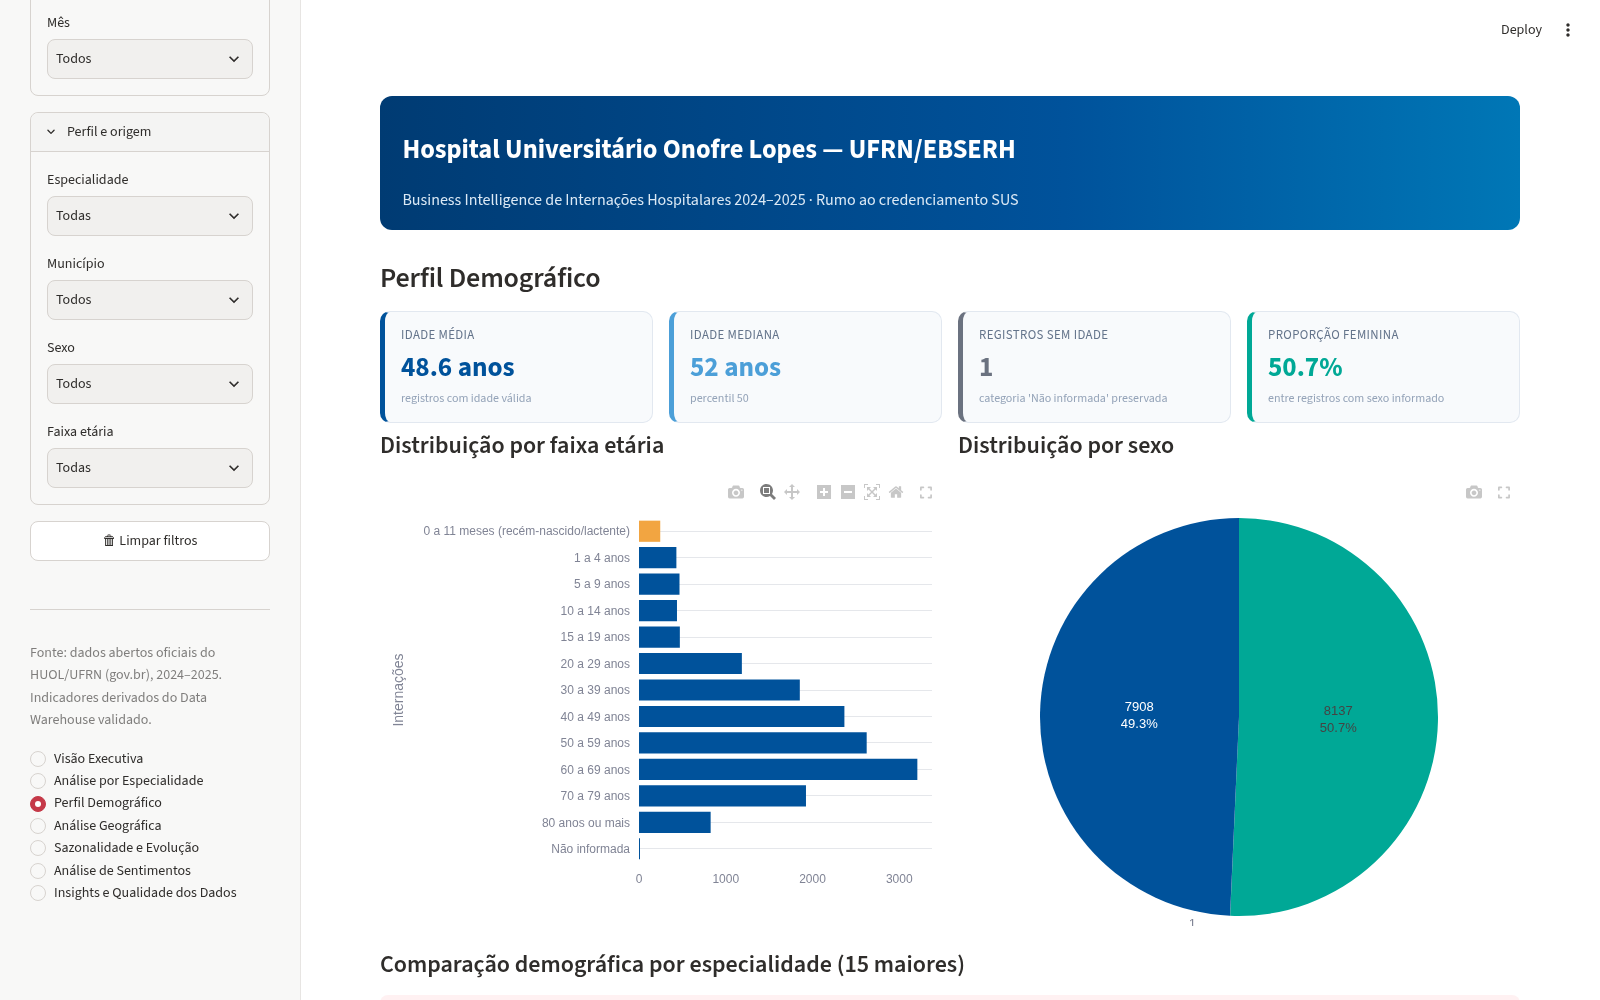 Mês
Todos
Perfil e origem
Especialidade
Todas
Município
Todos
Sexo
Todos
Faixa etária
Todas
🗑 Limpar filtros
Fonte: dados abertos oficiais do
HUOL/UFRN (gov.br), 2024–2025.
Indicadores derivados do Data
Warehouse validado.
Visão Executiva
Análise por Especialidade
Perfil Demográfico
Análise Geográfica
Sazonalidade e Evolução
Análise de Sentimentos
Insights e Qualidade dos Dados
Deploy
Hospital Universitário Onofre Lopes — UFRN/EBSERH
Business Intelligence de Internações Hospitalares 2024–2025 · Rumo ao credenciamento SUS
Perfil Demográfico
IDADE MÉDIA
48.6 anos
registros com idade válida
IDADE MEDIANA
52 anos
percentil 50
REGISTROS SEM IDADE
1
categoria 'Não informada' preservada
PROPORÇÃO FEMININA
50.7%
entre registros com sexo informado
Distribuição por faixa etária
Internações
0 a 11 meses (recém-nascido/lactente)
1 a 4 anos
5 a 9 anos
10 a 14 anos
15 a 19 anos
20 a 29 anos
30 a 39 anos
40 a 49 anos
50 a 59 anos
60 a 69 anos
70 a 79 anos
80 anos ou mais
Não informada
0 1000 2000 3000
Distribuição por sexo
7908
49.3%
8137
50.7%
1
Comparação demográfica por especialidade (15 maiores)